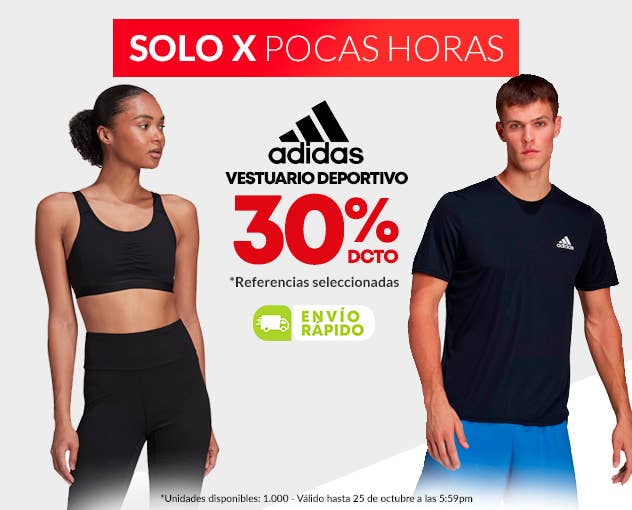 SOLO X POCAS HORAS
adidas
VESTUARIO DEPORTIVO
30%
DCTO
*Referencias seleccionadas
ENVÍO
RÁPIDO
adidas
*Unidades disponibles: 1.000 - Válido hasta 25 de octubre a las 5:59pm